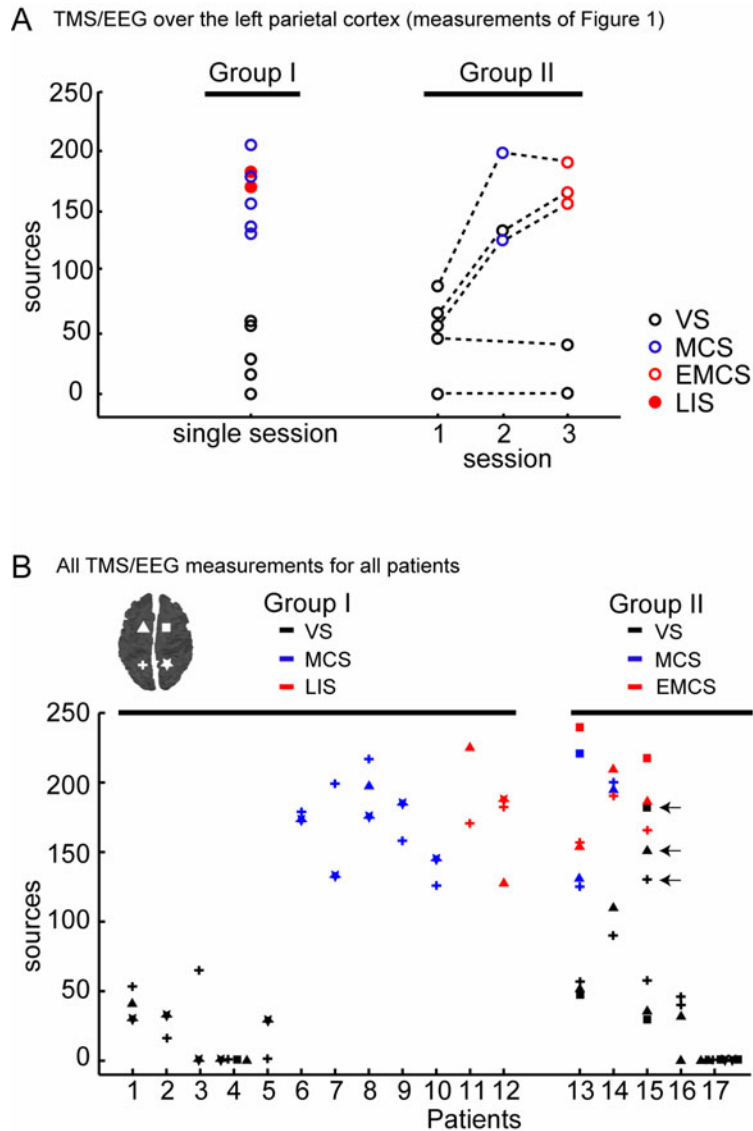 A TMS/EEG over the left parietal cortex (measurements of Figure 1)
Group I
Group II
250
200
150
100
50
0
sources
single session
1 2 3
session
VS
MCS
EMCS
LIS
B All TMS/EEG measurements for all patients
Group I
VS
MCS
LIS
Group II
VS
MCS
EMCS
250
200
150
100
50
0
sources
1 2 3 4 5 6 7 8 9 10 11 12 13 14 15 16 17
Patients